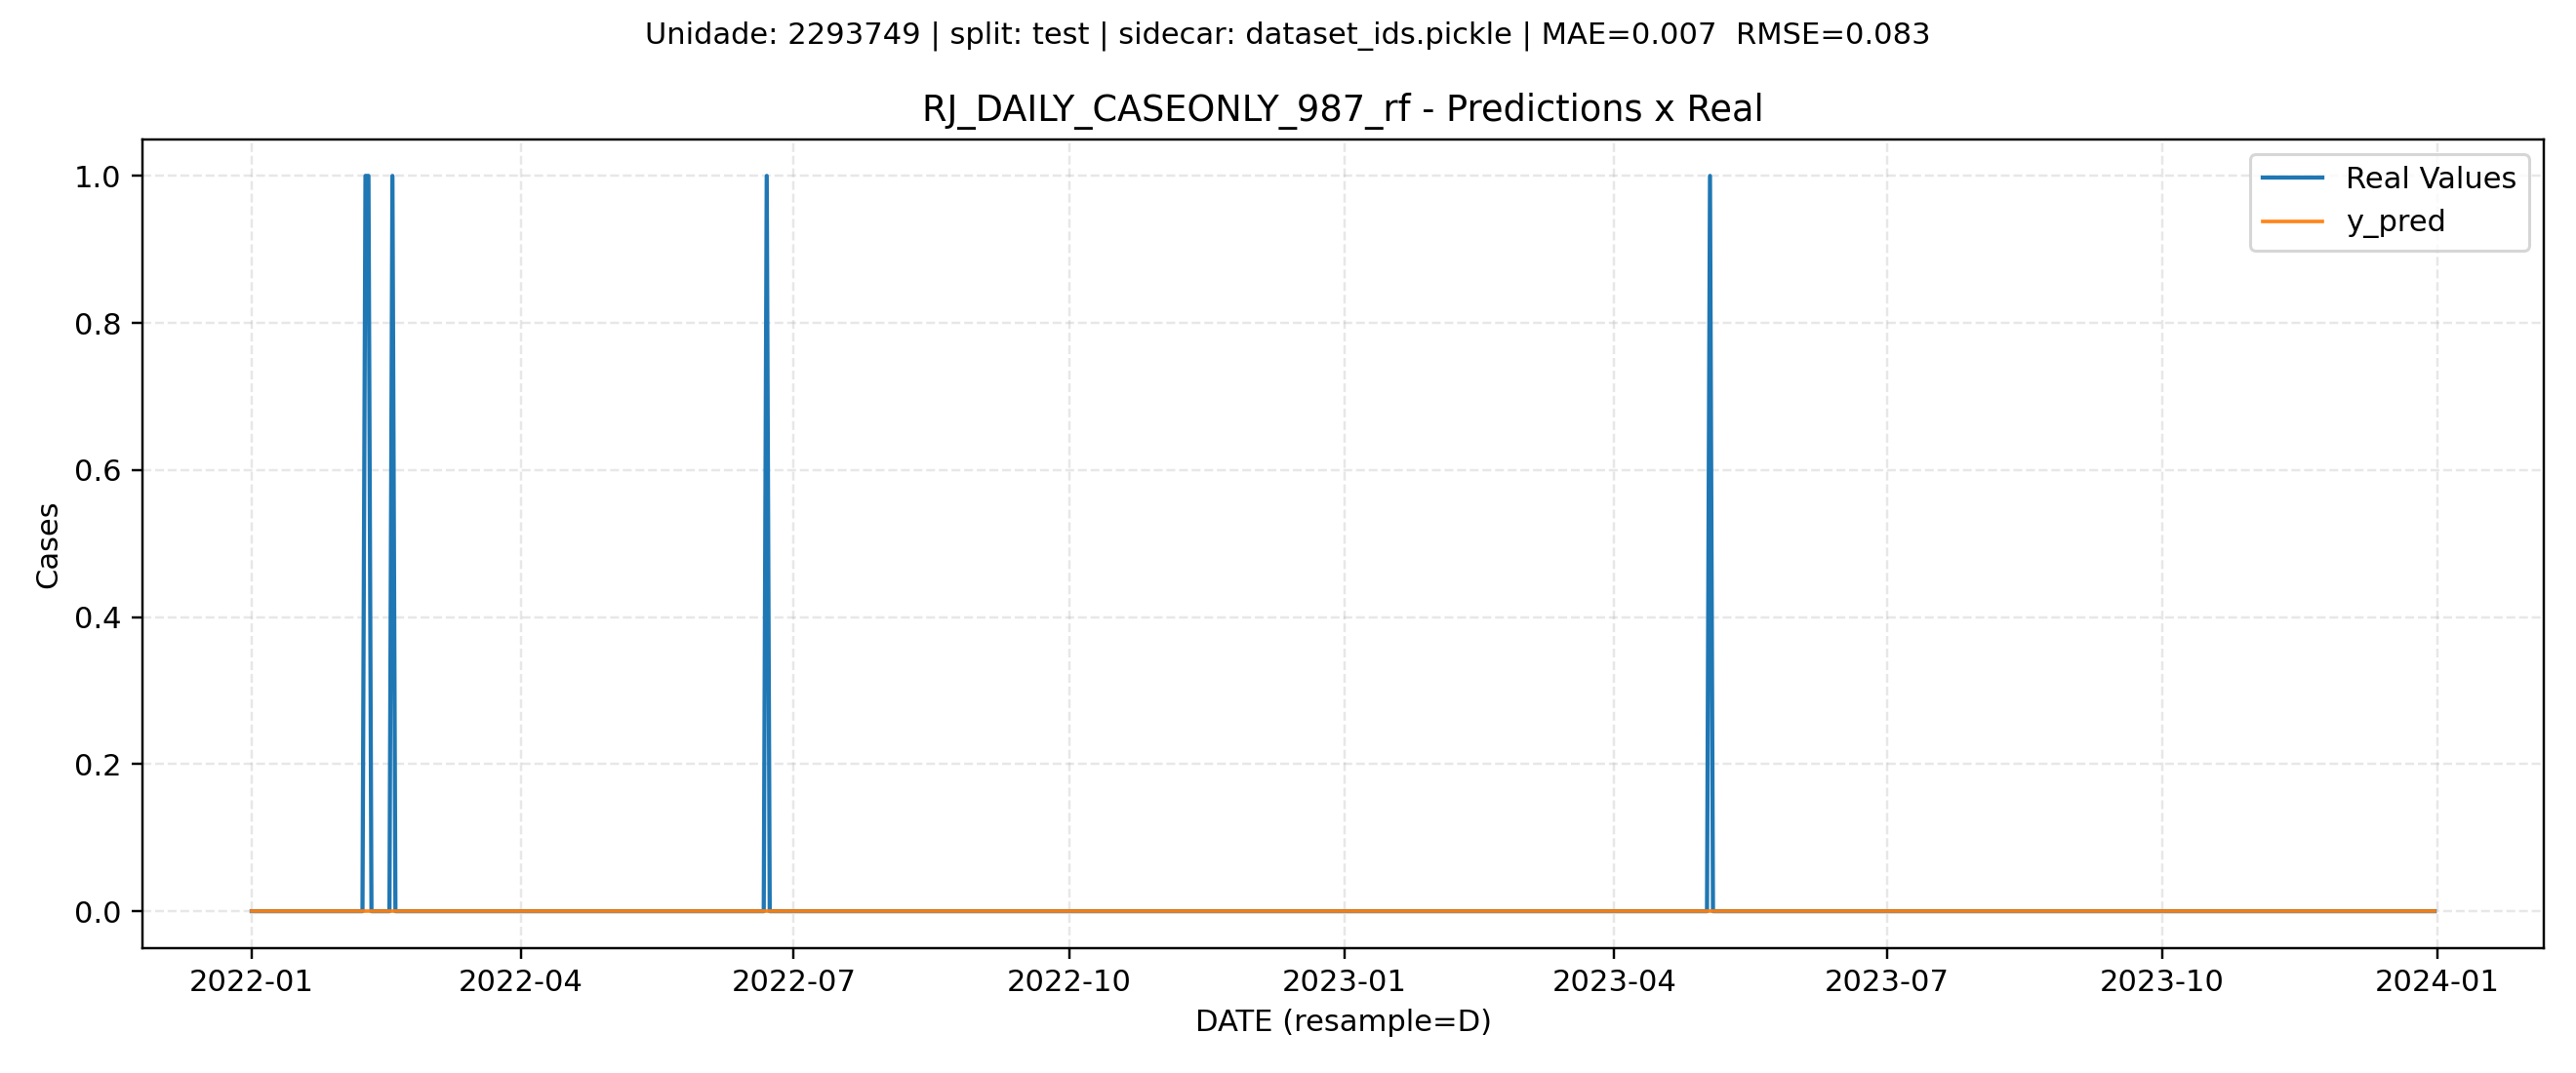 Unidade: 2293749 | split: test | sidecar: dataset_ids.pickle | MAE=0.007  RMSE=0.083
RJ_DAILY_CASEONLY_987_rf - Predictions x Real
Real Values
y_pred
1.0
0.8
0.6
0.4
0.2
0.0
Cases
2022-01
2022-04
2022-07
2022-10
2023-01
2023-04
2023-07
2023-10
2024-01
DATE (resample=D)